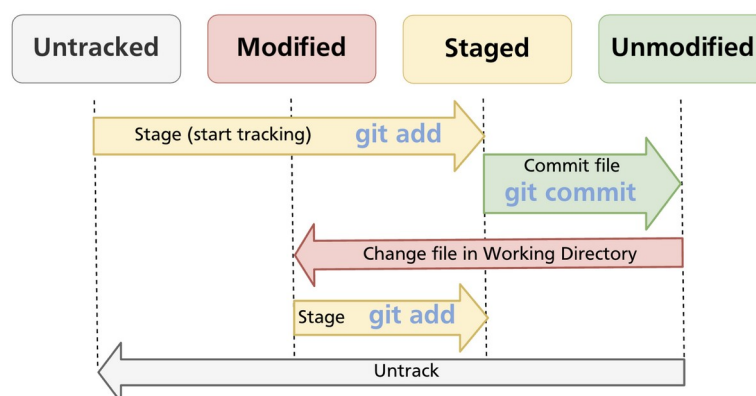 Untracked Modified Staged Unmodified
Stage (start tracking) git add
Commit file
git commit
Change file in Working Directory
Stage git add
Untrack